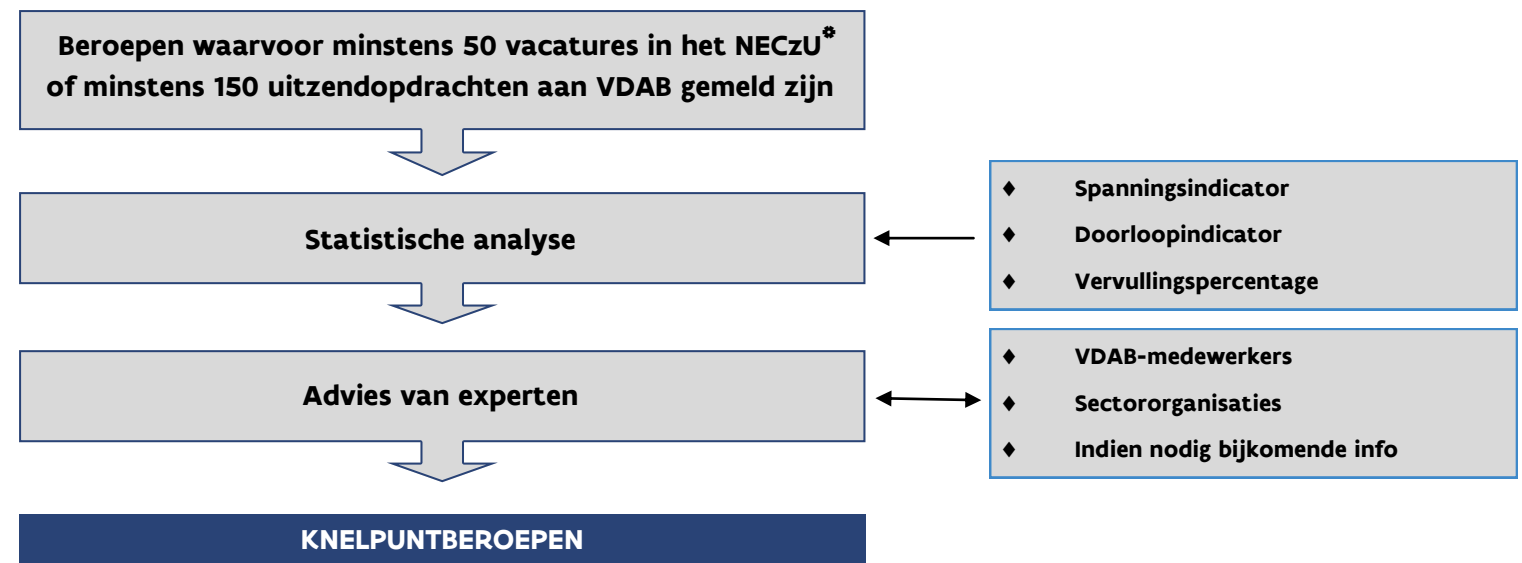 Beroepen waarvoor minstens 50 vacatures in het NECzU*
of minstens 150 uitzendopdrachten aan VDAB gemeld zijn
Statistische analyse
♦ Spanningsindicator
♦ Doorloopindicator
♦ Vervullingspercentage
Advies van experten
♦ VDAB-medewerkers
♦ Sectororganisaties
♦ Indien nodig bijkomende info
KNELPUNTBEROEPEN